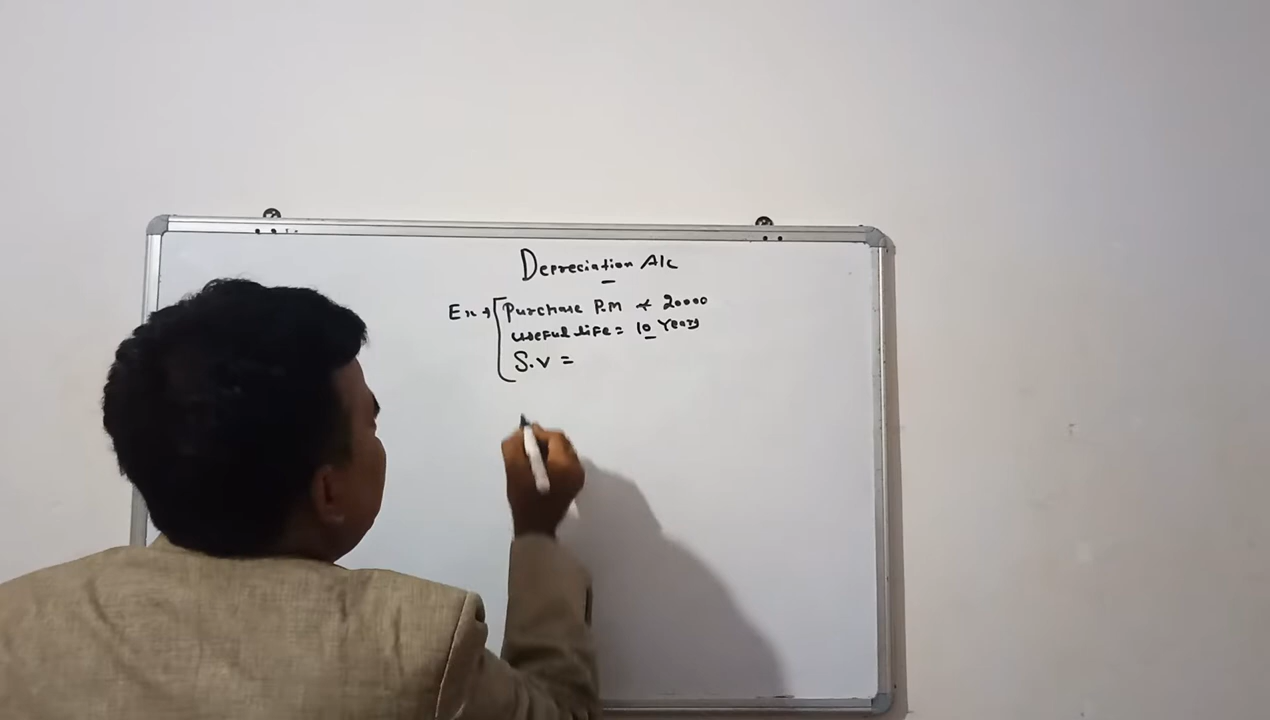 Depreciation A/c
Ex → Purchase P.M ₹ 20000
useful life = 10 Years
S.V =